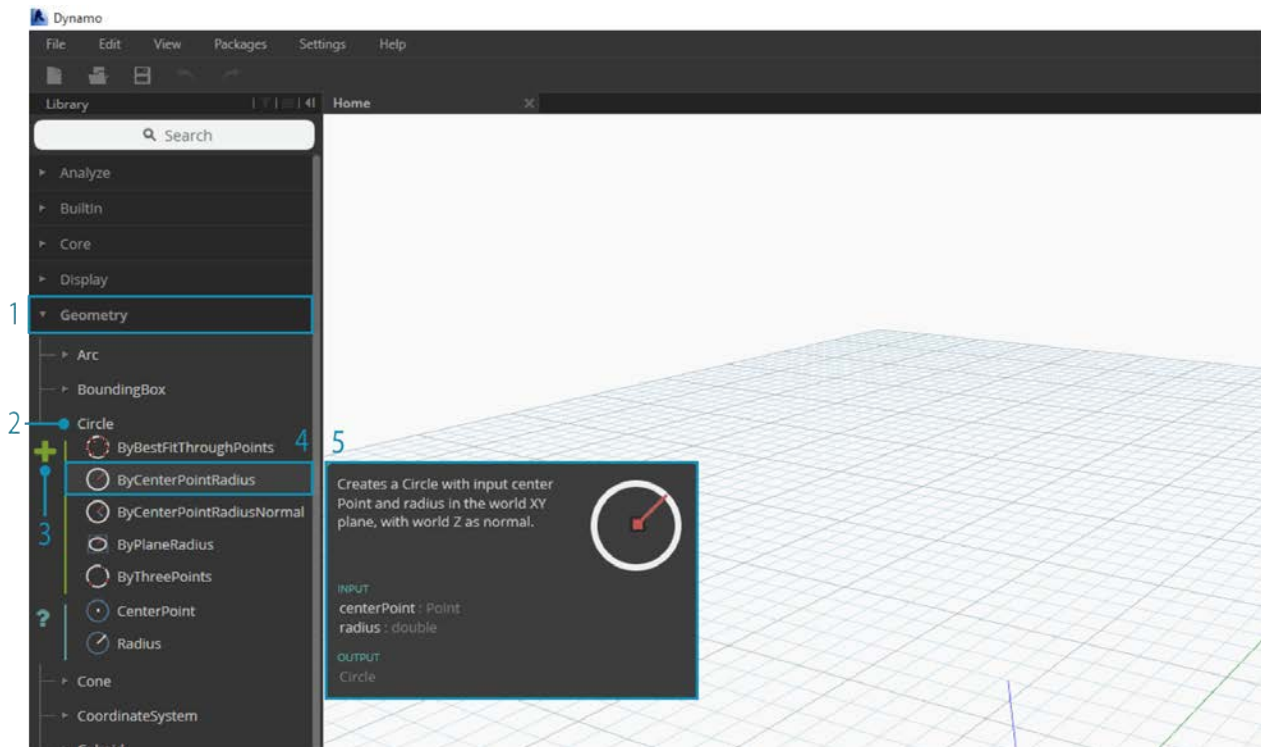 Dynamo
File Edit View Packages Settings Help
Library
Home
Search
Analyze
BuiltIn
Core
Display
1
Geometry
Arc
BoundingBox
2
Circle
ByBestFitThroughPoints
4
5
ByCenterPointRadius
ByCenterPointRadiusNormal
3
ByPlaneRadius
ByThreePoints
?
CenterPoint
Radius
Cone
CoordinateSystem
Creates a Circle with input center
Point and radius in the world XY
plane, with world Z as normal.
INPUT
centerPoint : Point
radius : double
OUTPUT
Circle